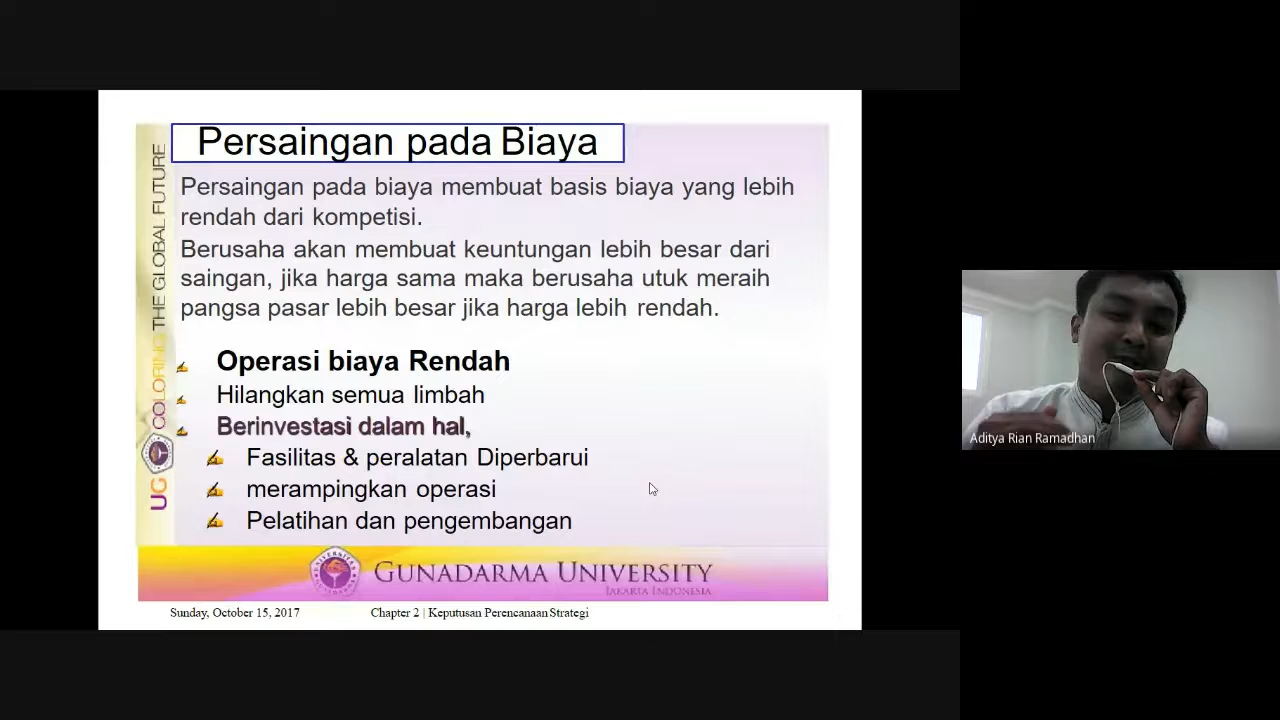 Persaingan pada Biaya
Persaingan pada biaya membuat basis biaya yang lebih
rendah dari kompetisi.
Berusaha akan membuat keuntungan lebih besar dari
saingan, jika harga sama maka berusaha utuk meraih
pangsa pasar lebih besar jika harga lebih rendah.
Operasi biaya Rendah
Hilangkan semua limbah
Berinvestasi dalam hal,
Fasilitas & peralatan Diperbarui
merampingkan operasi
Pelatihan dan pengembangan
UG COLORING THE GLOBAL FUTURE
GUNADARMA UNIVERSITY
JAKARTA INDONESIA
Sunday, October 15, 2017
Chapter 2 | Keputusan Perencanaan Strategi
Aditya Rian Ramadhan